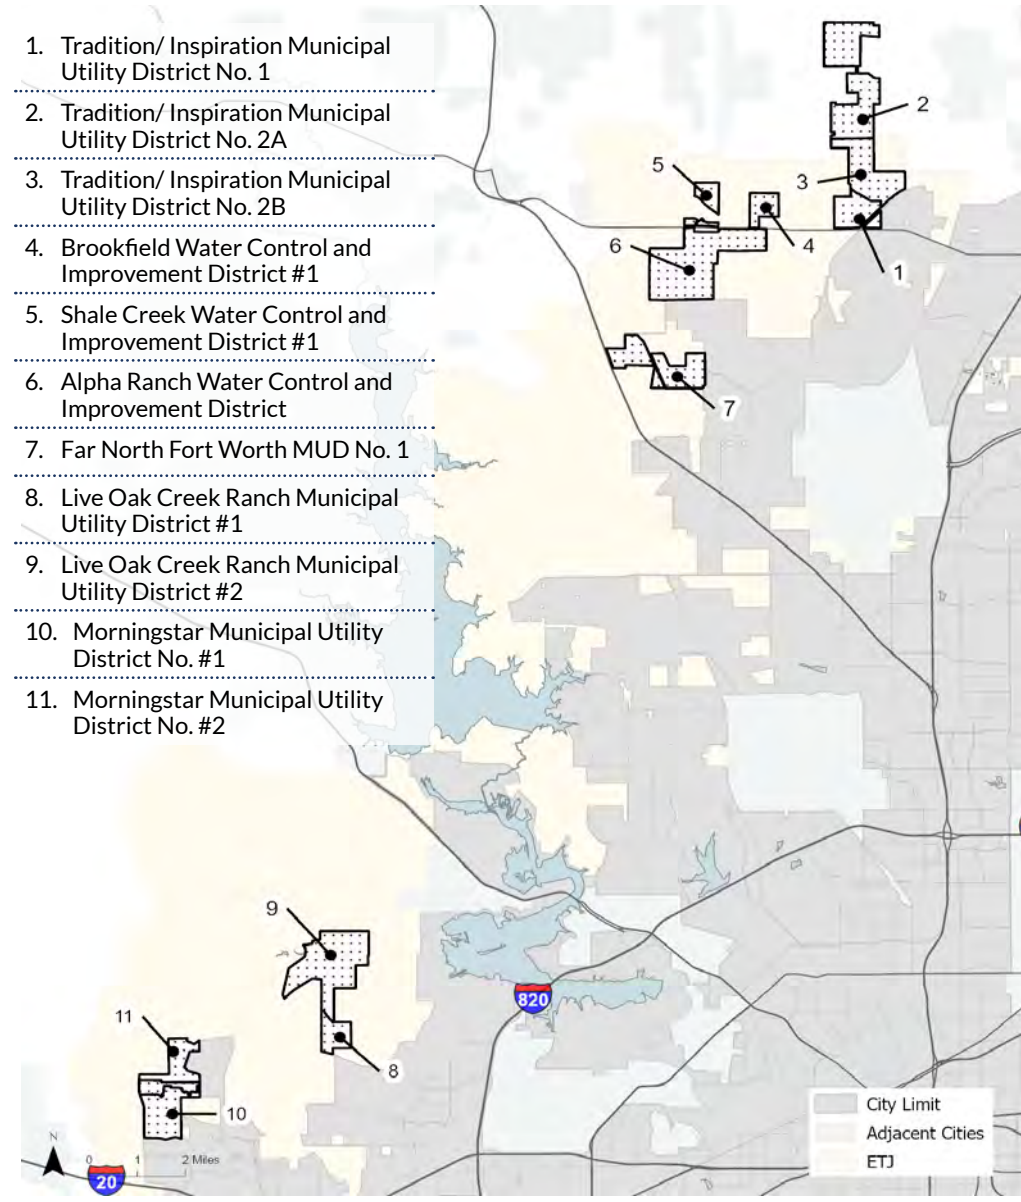 1. Tradition/ Inspiration Municipal
Utility District No. 1
2. Tradition/ Inspiration Municipal
Utility District No. 2A
3. Tradition/ Inspiration Municipal
Utility District No. 2B
4. Brookfield Water Control and
Improvement District #1
5. Shale Creek Water Control and
Improvement District #1
6. Alpha Ranch Water Control and
Improvement District
7. Far North Fort Worth MUD No. 1
8. Live Oak Creek Ranch Municipal
Utility District #1
9. Live Oak Creek Ranch Municipal
Utility District #2
10. Morningstar Municipal Utility
District No. #1
11. Morningstar Municipal Utility
District No. #2
2
5
3
6
4
1
7
9
820
11
8
10
City Limit
Adjacent Cities
ETJ
N
0 1 2 Miles
20